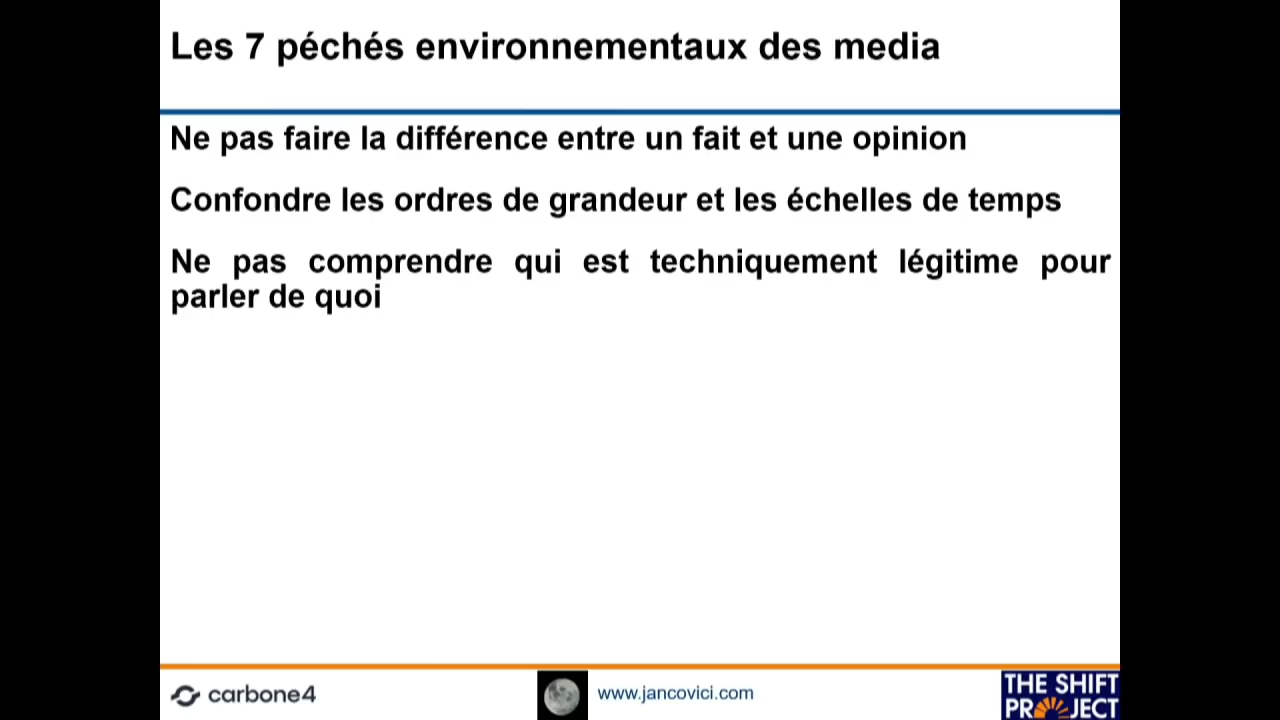 Les 7 péchés environnementaux des media
Ne pas faire la différence entre un fait et une opinion
Confondre les ordres de grandeur et les échelles de temps
Ne pas comprendre qui est techniquement légitime pour
parler de quoi
carbone4
www.jancovici.com
THE SHIFT
PROJECT